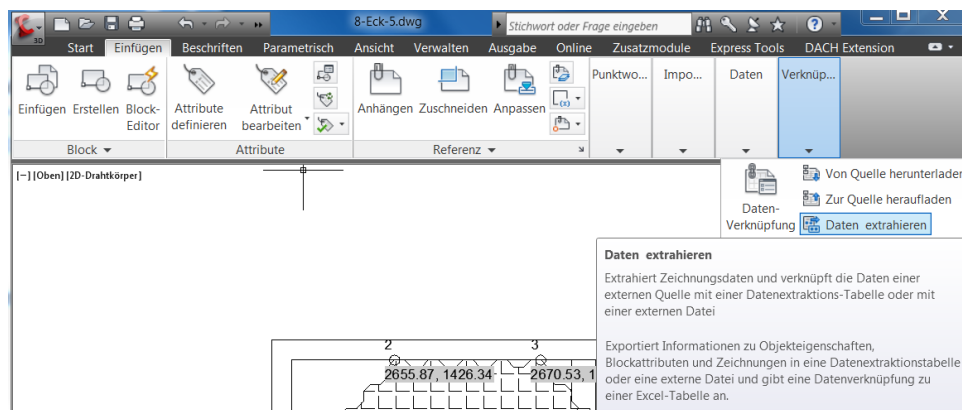 8-Eck-5.dwg
Stichwort oder Frage eingeben
3D
Start Einfügen Beschriften Parametrisch Ansicht Verwalten Ausgabe Online Zusatzmodule Express Tools DACH Extension
Einfügen Erstellen Block-
Editor
Attribute
definieren
Attribut
bearbeiten
Anhängen Zuschneiden Anpassen
Punktwo... Impo... Daten Verknüp...
Block Attribute Referenz
[−] [Oben] [2D-Drahtkörper]
Daten-
Verknüpfung
Von Quelle herunterladen
Zur Quelle heraufladen
Daten extrahieren
Daten extrahieren
Extrahiert Zeichnungsdaten und verknüpft die Daten einer
externen Quelle mit einer Datenextraktions-Tabelle oder mit
einer externen Datei
Exportiert Informationen zu Objekteigenschaften,
Blockattributen und Zeichnungen in eine Datenextraktionstabelle
oder eine externe Datei und gibt eine Datenverknüpfung zu
einer Excel-Tabelle an.
2 3
2655.87, 1426.34 2670.53, 1